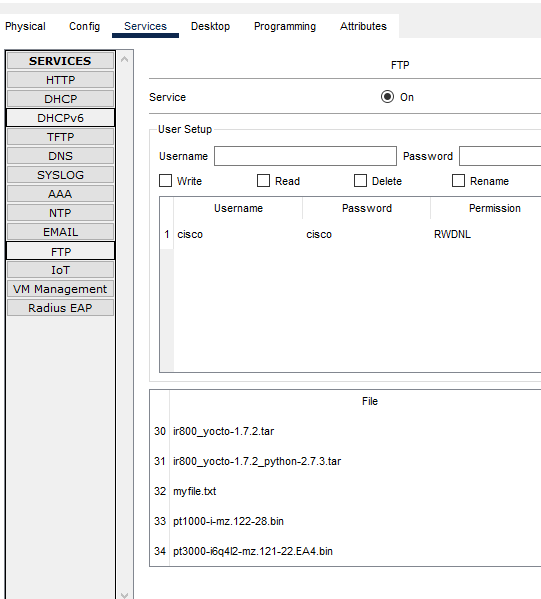 Physical Config Services Desktop Programming Attributes
SERVICES
HTTP
DHCP
DHCPv6
TFTP
DNS
SYSLOG
AAA
NTP
EMAIL
FTP
IoT
VM Management
Radius EAP
FTP
Service On
User Setup
Username Password
Write Read Delete Rename
Username Password Permission
1 cisco cisco RWDNL
File
30 ir800_yocto-1.7.2.tar
31 ir800_yocto-1.7.2_python-2.7.3.tar
32 myfile.txt
33 pt1000-i-mz.122-28.bin
34 pt3000-i6q4l2-mz.121-22.EA4.bin